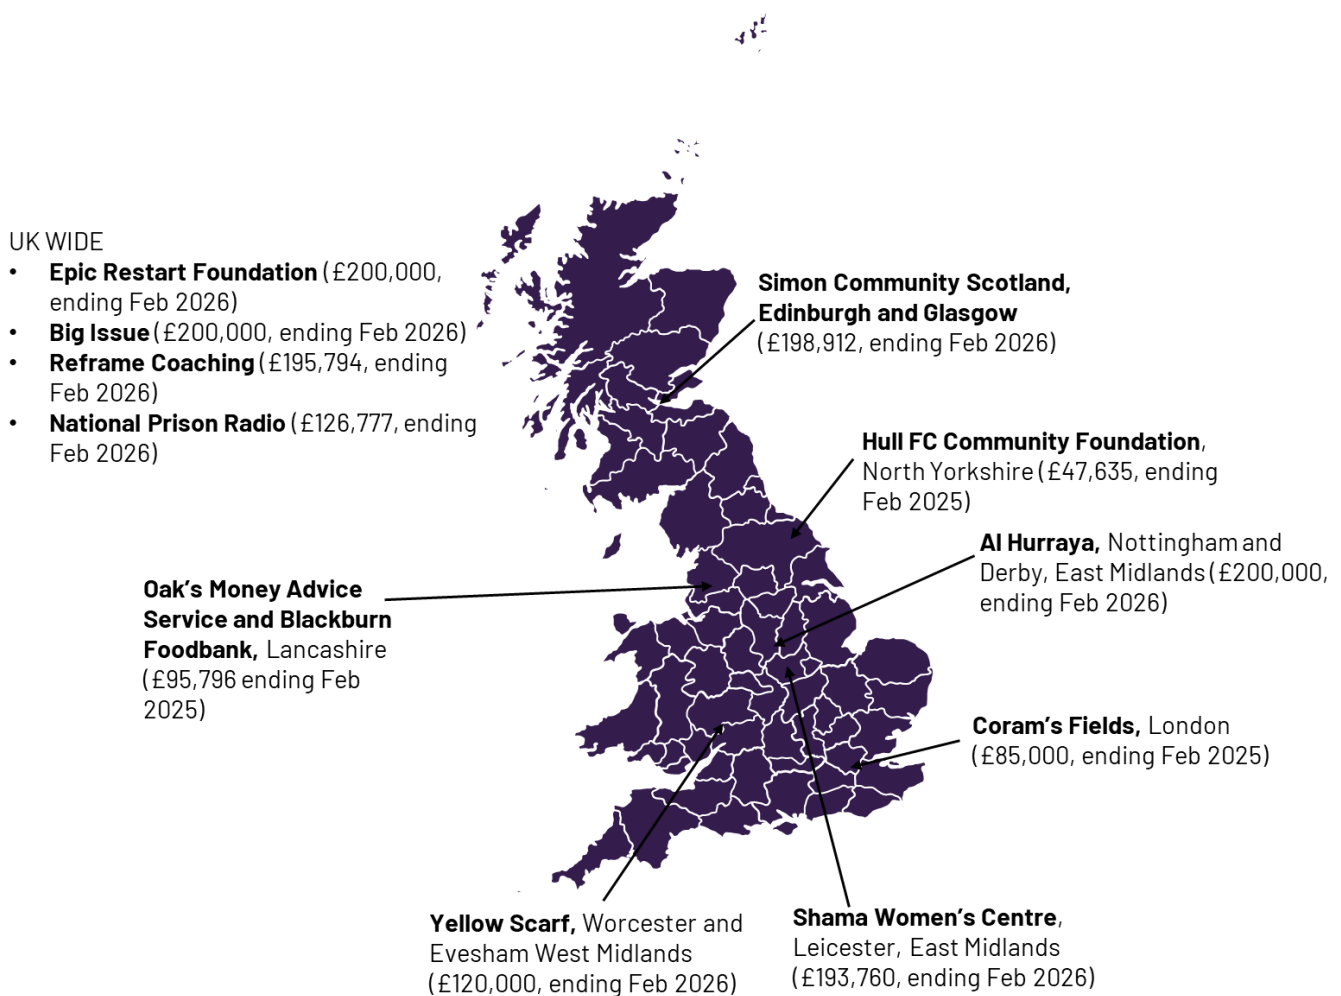 UK WIDE
• Epic Restart Foundation (£200,000,
ending Feb 2026)
• Big Issue (£200,000, ending Feb 2026)
• Reframe Coaching (£195,794, ending
Feb 2026)
• National Prison Radio (£126,777, ending
Feb 2026)
Simon Community Scotland,
Edinburgh and Glasgow
(£198,912, ending Feb 2026)
Hull FC Community Foundation,
North Yorkshire (£47,635, ending
Feb 2025)
Al Hurraya, Nottingham and
Derby, East Midlands (£200,000,
ending Feb 2026)
Oak's Money Advice
Service and Blackburn
Foodbank, Lancashire
(£95,796 ending Feb
2025)
Coram's Fields, London
(£85,000, ending Feb 2025)
Yellow Scarf, Worcester and
Evesham West Midlands
(£120,000, ending Feb 2026)
Shama Women's Centre,
Leicester, East Midlands
(£193,760, ending Feb 2026)